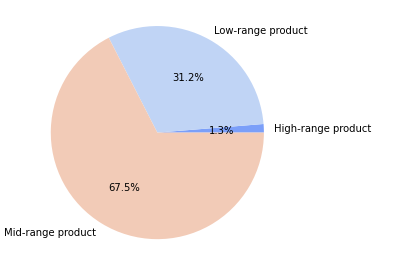 Low-range product
31.2%
High-range product
1.3%
67.5%
Mid-range product